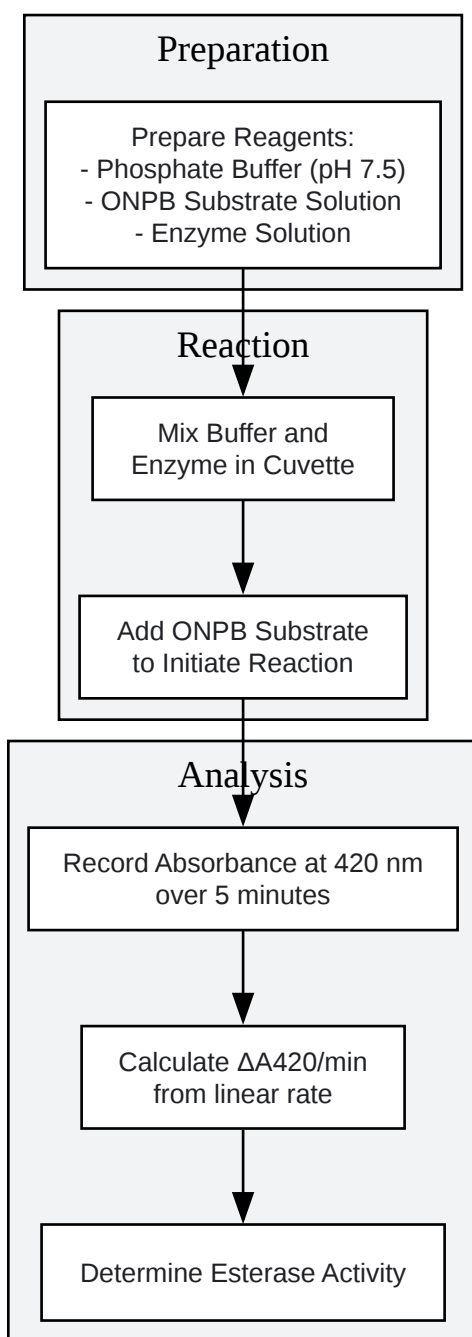 Preparation
Prepare Reagents:
- Phosphate Buffer (pH 7.5)
- ONPB Substrate Solution
- Enzyme Solution
Reaction
Mix Buffer and
Enzyme in Cuvette
Add ONPB Substrate
to Initiate Reaction
Analysis
Record Absorbance at 420 nm
over 5 minutes
Calculate ΔA420/min
from linear rate
Determine Esterase Activity